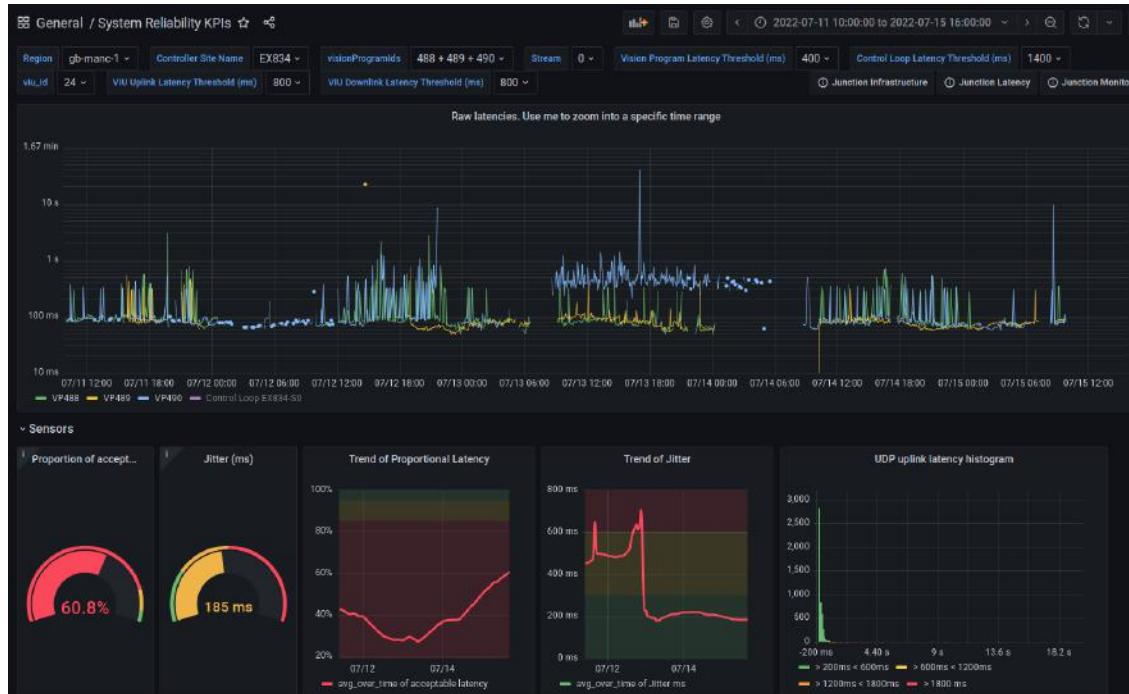 General / System Reliability KPIs
2022-07-11 10:00:00 to 2022-07-15 16:00:00
Region gb-manc-1 Controller Site Name EX834 visionProgramIds 488 + 489 + 490 Stream 0 Vision Program Latency Threshold (ms) 400 Control Loop Latency Threshold (ms) 1400
viu_id 24 VIU Uplink Latency Threshold (ms) 800 VIU Downlink Latency Threshold (ms) 800 Junction Infrastructure Junction Latency Junction Monito
Raw latencies. Use me to zoom into a specific time range
1.67 min
10 s
1 s
100 ms
10 ms
07/11 12:00 07/11 18:00 07/12 00:00 07/12 06:00 07/12 12:00 07/12 18:00 07/13 00:00 07/13 06:00 07/13 12:00 07/13 18:00 07/14 00:00 07/14 06:00 07/14 12:00 07/14 18:00 07/15 00:00 07/15 06:00 07/15 12:00
VP488 VP489 VP490 Control Loop EX834-S0
Sensors
Proportion of accept...
60.8%
Jitter (ms)
185 ms
Trend of Proportional Latency
100%
80%
60%
40%
20%
07/12 07/14
avg_over_time of acceptable latency
Trend of Jitter
800 ms
600 ms
400 ms
200 ms
0 ms
07/12 07/14
avg_over_time of Jitter ms
UDP uplink latency histogram
3,000
2,500
2,000
1,500
1,000
500
0
-200 ms 4.40 s 9 s 13.6 s 18.2 s
> 200ms < 600ms > 600ms < 1200ms
> 1200ms < 1800ms > 1800 ms